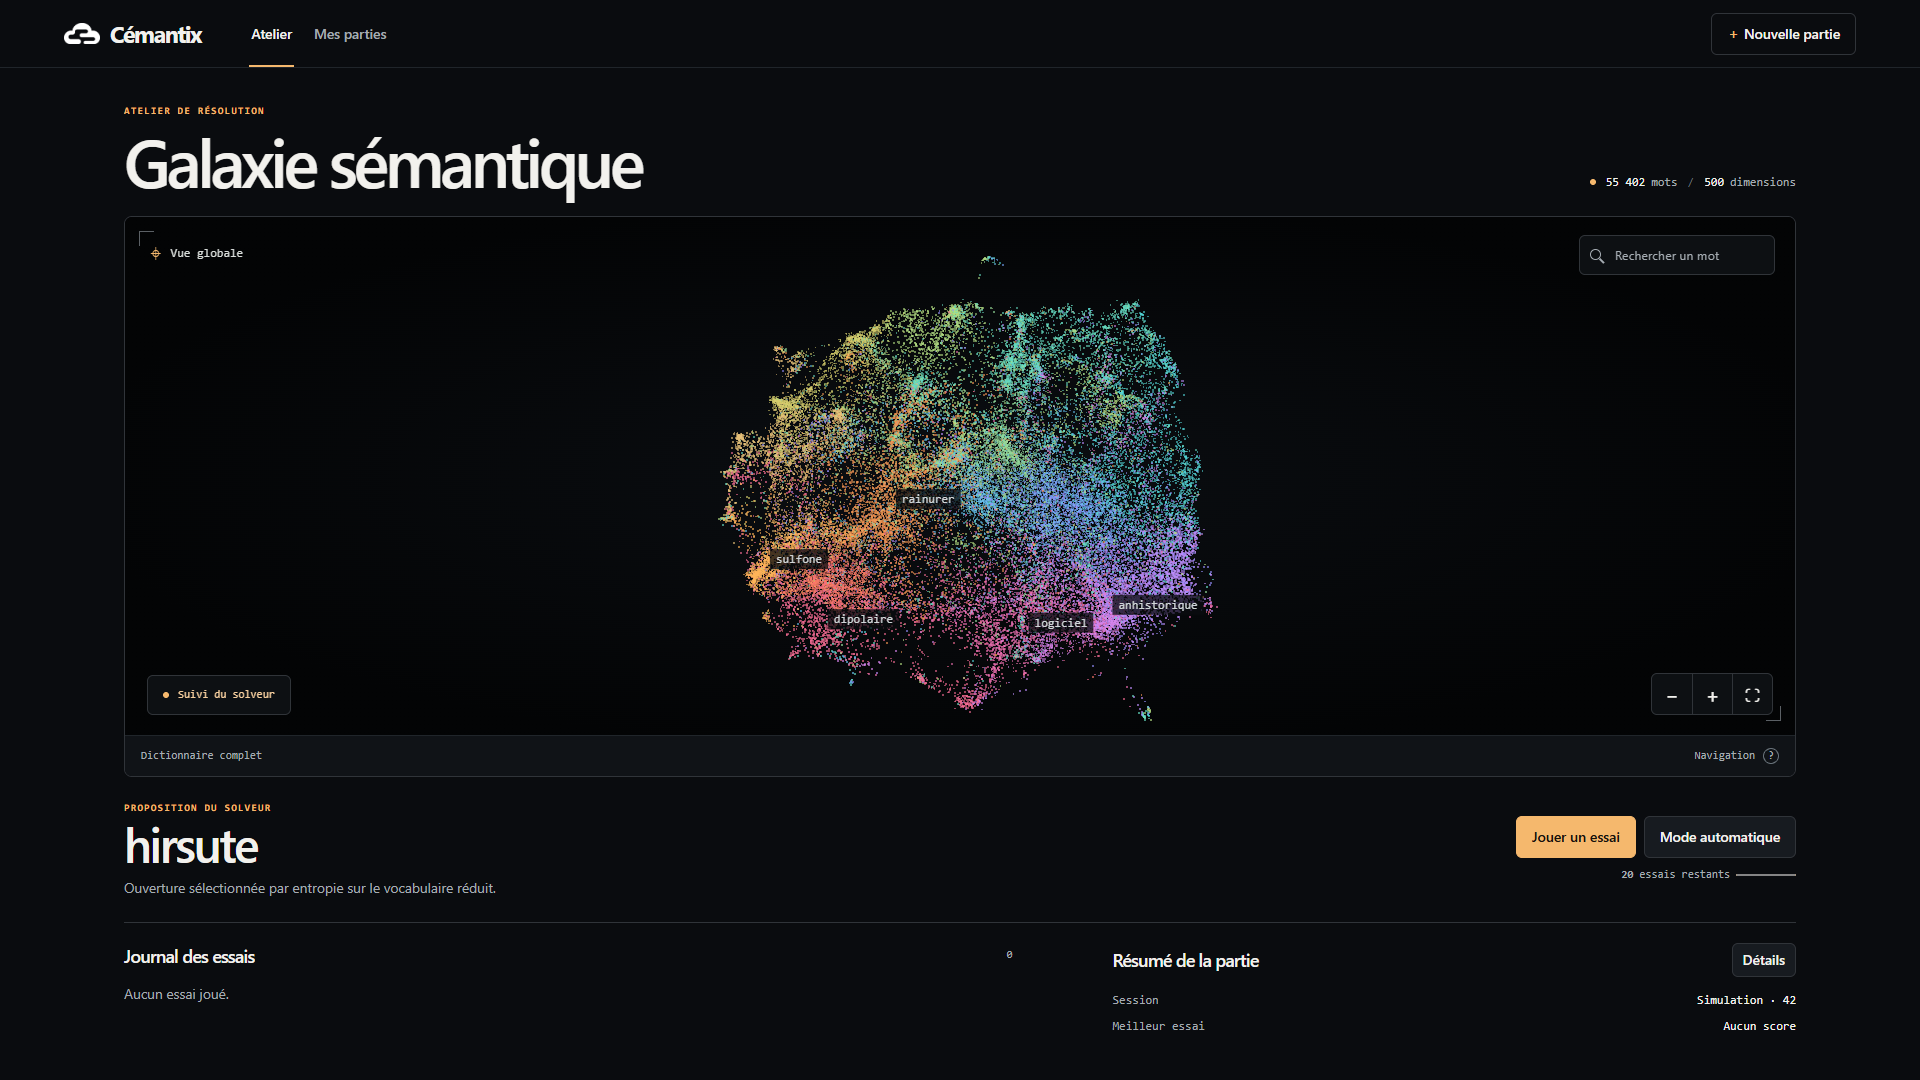 Cémantix
Atelier
Mes parties
+ Nouvelle partie
ATELIER DE RÉSOLUTION
Galaxie sémantique
55 402 mots / 500 dimensions
Vue globale
Rechercher un mot
rainurer
sulfone
anhistorique
dipolaire
logiciel
Suivi du solveur
− +
Dictionnaire complet
Navigation ?
PROPOSITION DU SOLVEUR
hirsute
Jouer un essai
Mode automatique
20 essais restants
Ouverture sélectionnée par entropie sur le vocabulaire réduit.
Journal des essais 0
Aucun essai joué.
Résumé de la partie
Détails
Session Simulation · 42
Meilleur essai Aucun score